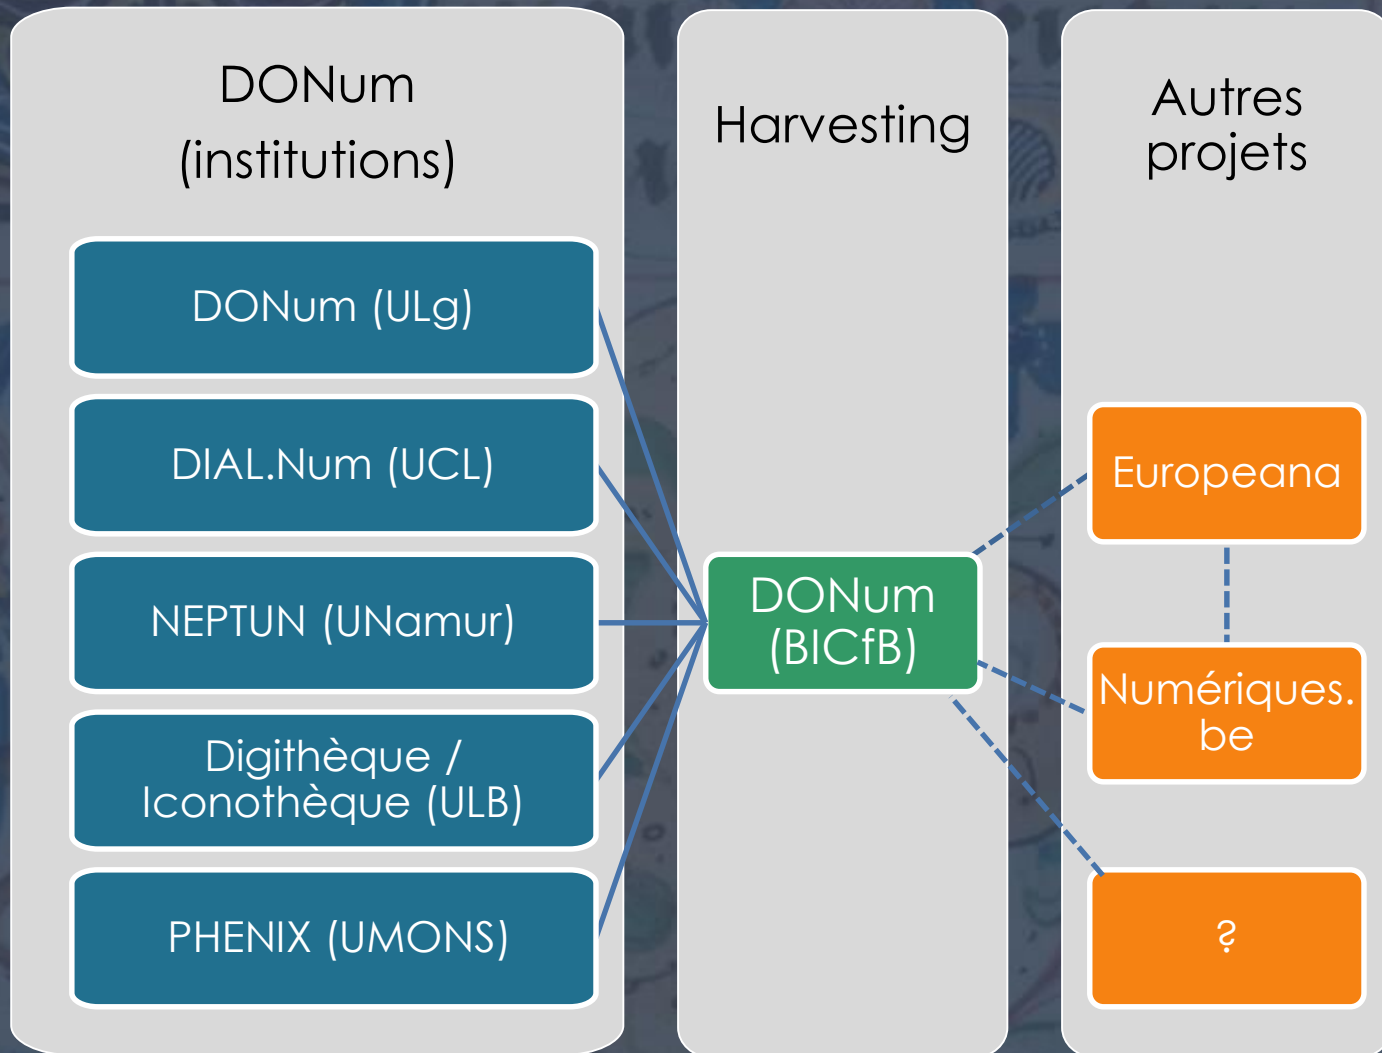 DONum
(institutions)
DONum (ULg)
DIAL.Num (UCL)
NEPTUN (UNamur)
Digithèque /
Iconothèque (ULB)
PHENIX (UMONS)
Harvesting
DONum
(BICfB)
Autres
projets
Europeana
Numériques.
be
?